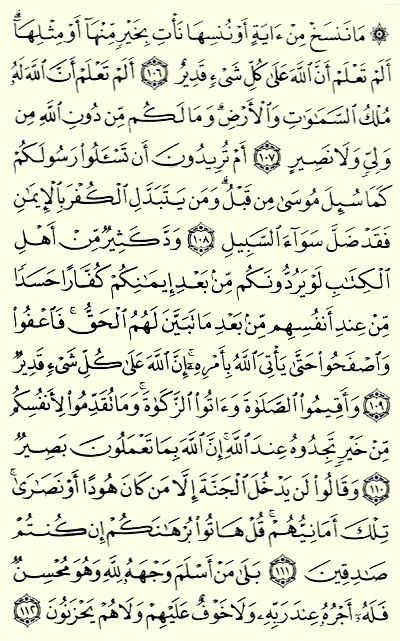 ۞ مَا نَنسَخْ مِنْ ءَايَةٍ أَوْ نُنسِهَا نَأْتِ بِخَيْرٍ مِّنْهَآ أَوْ مِثْلِهَآ ۗ
أَلَمْ تَعْلَمْ أَنَّ ٱللَّهَ عَلَىٰ كُلِّ شَىْءٍ قَدِيرٌ ١٠٦ أَلَمْ تَعْلَمْ أَنَّ ٱللَّهَ لَهُۥ
مُلْكُ ٱلسَّمَـٰوَٰتِ وَٱلْأَرْضِ ۗ وَمَا لَكُم مِّن دُونِ ٱللَّهِ مِن
وَلِىٍّ وَلَا نَصِيرٍ ١٠٧ أَمْ تُرِيدُونَ أَن تَسْـَٔلُوا۟ رَسُولَكُمْ
كَمَا سُئِلَ مُوسَىٰ مِن قَبْلُ ۗ وَمَن يَتَبَدَّلِ ٱلْكُفْرَ بِٱلْإِيمَـٰنِ
فَقَدْ ضَلَّ سَوَآءَ ٱلسَّبِيلِ ١٠٨ وَدَّ كَثِيرٌ مِّنْ أَهْلِ
ٱلْكِتَـٰبِ لَوْ يَرُدُّونَكُم مِّنۢ بَعْدِ إِيمَـٰنِكُمْ كُفَّارًا حَسَدًا
مِّنْ عِندِ أَنفُسِهِم مِّنۢ بَعْدِ مَا تَبَيَّنَ لَهُمُ ٱلْحَقُّ ۖ فَٱعْفُوا۟
وَٱصْفَحُوا۟ حَتَّىٰ يَأْتِىَ ٱللَّهُ بِأَمْرِهِۦٓ ۗ إِنَّ ٱللَّهَ عَلَىٰ كُلِّ شَىْءٍ قَدِيرٌ
١٠٩ وَأَقِيمُوا۟ ٱلصَّلَوٰةَ وَءَاتُوا۟ ٱلزَّكَوٰةَ ۚ وَمَا تُقَدِّمُوا۟ لِأَنفُسِكُم
مِّنْ خَيْرٍ تَجِدُوهُ عِندَ ٱللَّهِ ۗ إِنَّ ٱللَّهَ بِمَا تَعْمَلُونَ بَصِيرٌ
١١٠ وَقَالُوا۟ لَن يَدْخُلَ ٱلْجَنَّةَ إِلَّا مَن كَانَ هُودًا أَوْ نَصَـٰرَىٰ ۗ
تِلْكَ أَمَانِيُّهُمْ ۗ قُلْ هَاتُوا۟ بُرْهَـٰنَكُمْ إِن كُنتُمْ
صَـٰدِقِينَ ١١١ بَلَىٰ مَنْ أَسْلَمَ وَجْهَهُۥ لِلَّهِ وَهُوَ مُحْسِنٌ
فَلَهُۥٓ أَجْرُهُۥ عِندَ رَبِّهِۦ وَلَا خَوْفٌ عَلَيْهِمْ وَلَا هُمْ يَحْزَنُونَ ١١٢